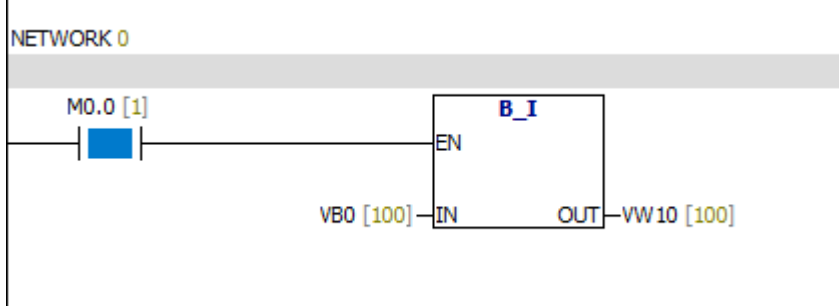 NETWORK 0
M0.0 [1]
B_I
EN
VB0 [100] IN OUT VW10 [100]